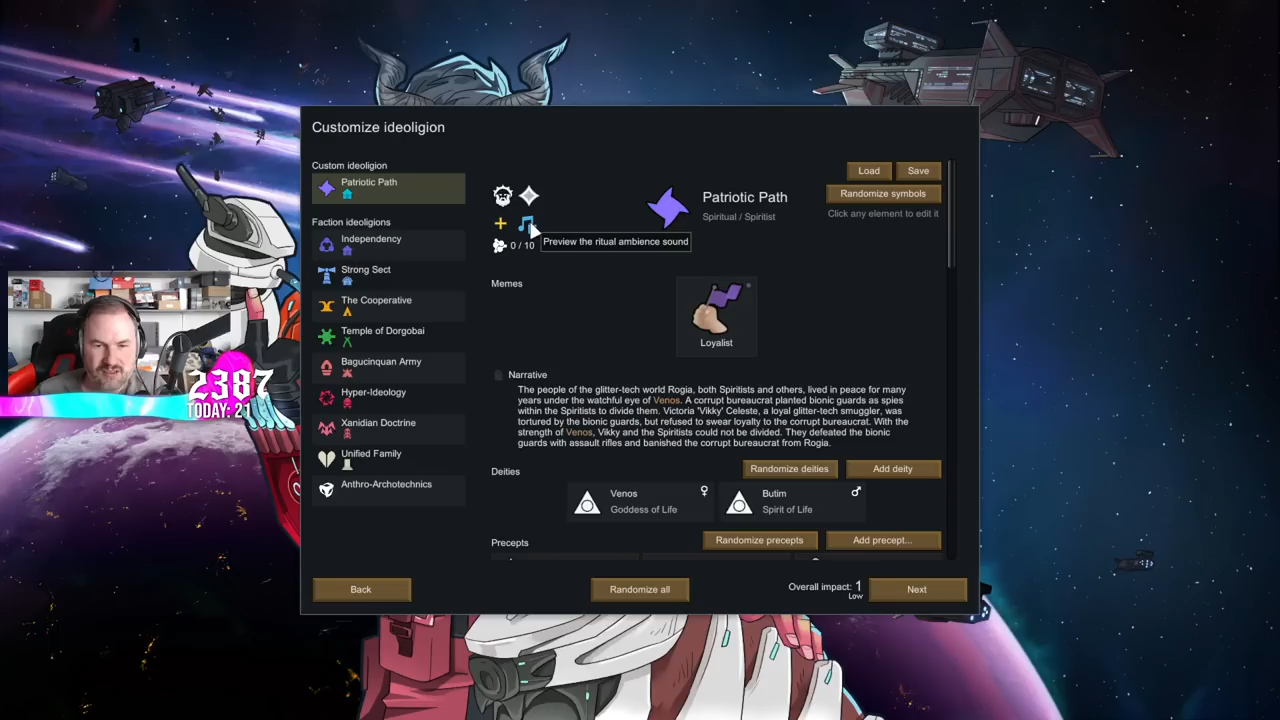 Customize ideoligion
Custom ideoligion
Patriotic Path
Faction ideoligions
Independency
Strong Sect
The Cooperative
Temple of Dorgobai
Bagucinquan Army
Hyper-Ideology
Xanidian Doctrine
Unified Family
Anthro-Archotechnics
0 / 10
Preview the ritual ambience sound
Patriotic Path
Spiritual / Spiritist
Load
Save
Randomize symbols
Click any element to edit it
Memes
Loyalist
Narrative
The people of the glitter-tech world Rogia, both Spiritists and others, lived in peace for many
years under the watchful eye of Venos. A corrupt bureaucrat planted bionic guards as spies
within the Spiritists to divide them. Victoria 'Vikky' Celeste, a loyal glitter-tech smuggler, was
tortured by the bionic guards, but refused to swear loyalty to the corrupt bureaucrat. With the
strength of Venos, Vikky and the Spiritists could not be divided. They defeated the bionic
guards with assault rifles and banished the corrupt bureaucrat from Rogia.
Deities
Randomize deities
Add deity
Venos
Goddess of Life
Butim
Spirit of Life
Precepts
Randomize precepts
Add precept...
Back
Randomize all
Overall impact: 1
Low
Next
2387
TODAY: 21